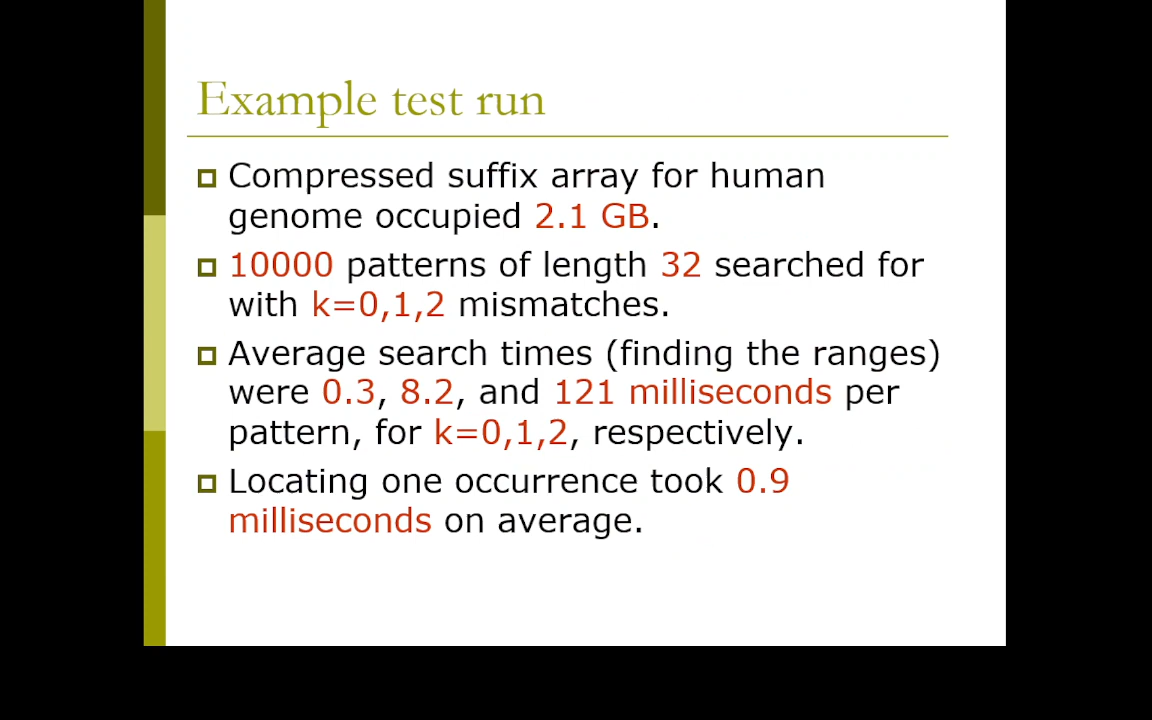 Example test run
Compressed suffix array for human
genome occupied 2.1 GB.
10000 patterns of length 32 searched for
with k=0,1,2 mismatches.
Average search times (finding the ranges)
were 0.3, 8.2, and 121 milliseconds per
pattern, for k=0,1,2, respectively.
Locating one occurrence took 0.9
milliseconds on average.